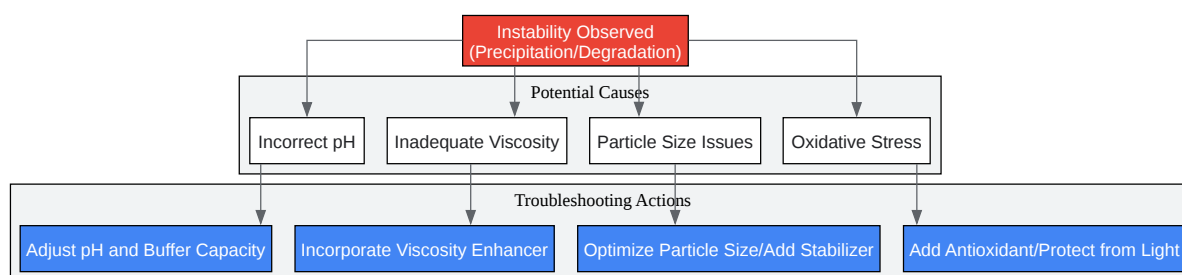 Instability Observed
(Precipitation/Degradation)
Potential Causes
Incorrect pH
Inadequate Viscosity
Particle Size Issues
Oxidative Stress
Troubleshooting Actions
Adjust pH and Buffer Capacity
Incorporate Viscosity Enhancer
Optimize Particle Size/Add Stabilizer
Add Antioxidant/Protect from Light